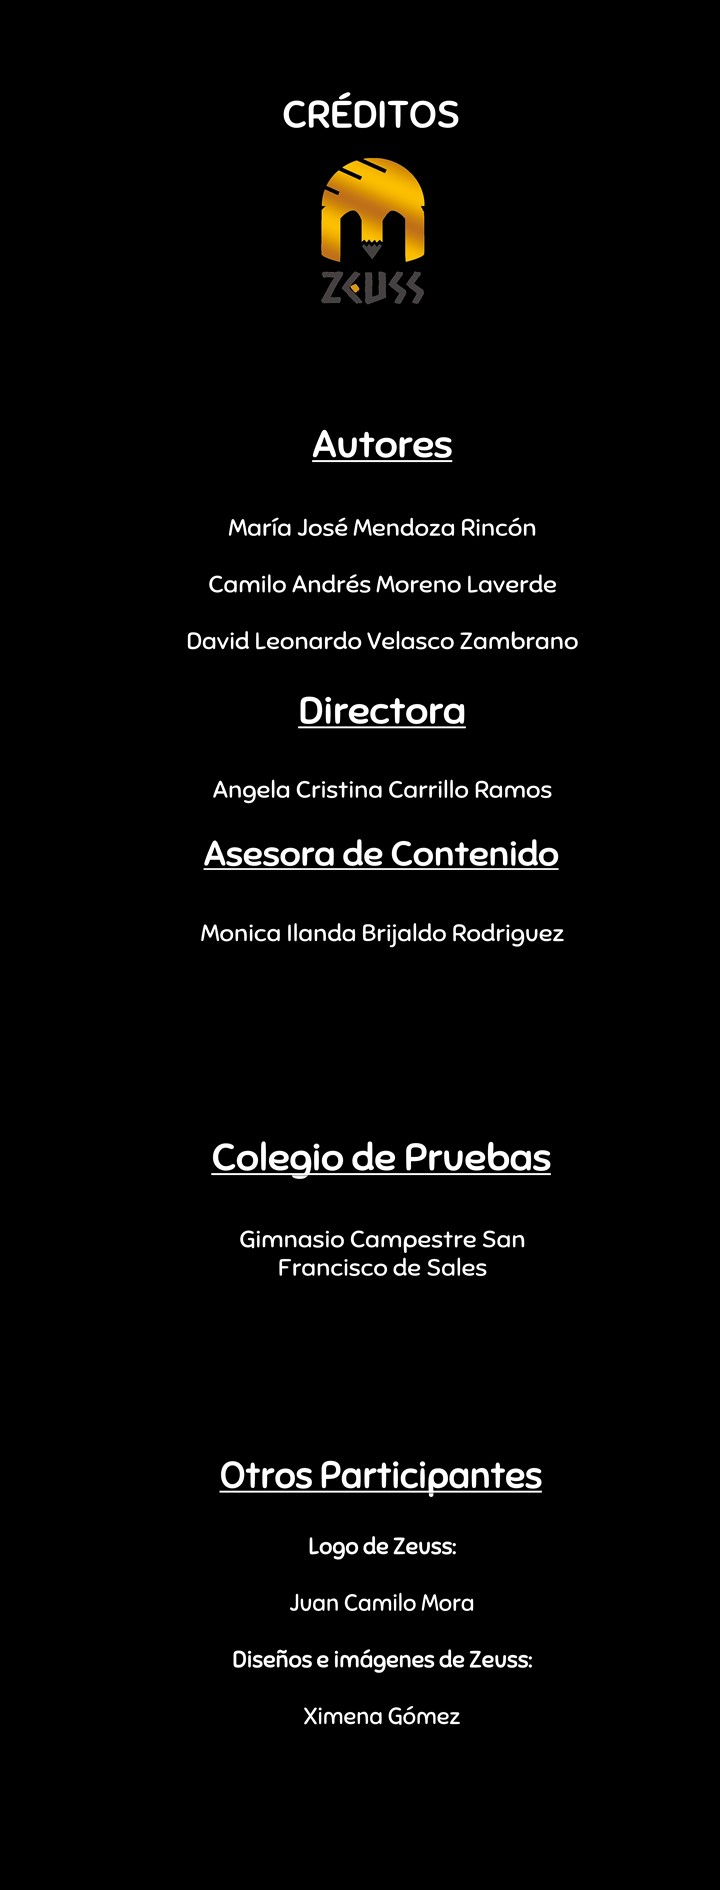 CRÉDITOS
ZEUSS
Autores
María José Mendoza Rincón
Camilo Andrés Moreno Laverde
David Leonardo Velasco Zambrano
Directora
Angela Cristina Carrillo Ramos
Asesora de Contenido
Monica Ilanda Brijaldo Rodriguez
Colegio de Pruebas
Gimnasio Campestre San
Francisco de Sales
Otros Participantes
Logo de Zeuss:
Juan Camilo Mora
Diseños e imágenes de Zeuss:
Ximena Gómez